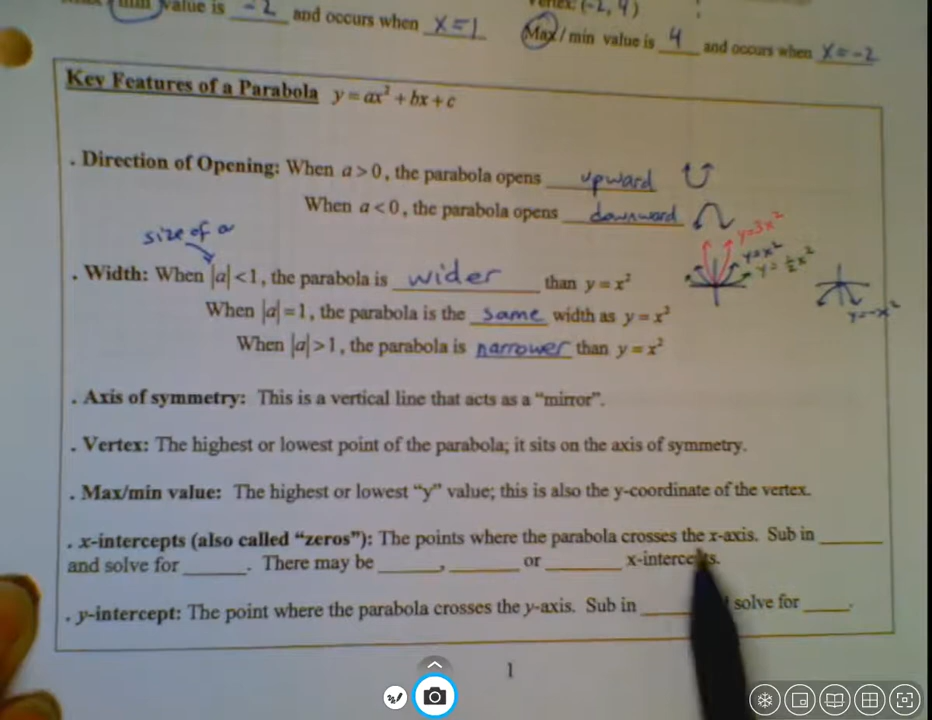 min value is -2 and occurs when x=1
Vertex: (-2, 4)
Max / min value is 4 and occurs when x=-2
Key Features of a Parabola y = ax² + bx + c
. Direction of Opening: When a > 0, the parabola opens upward
When a < 0, the parabola opens downward
size of a
y=3x²
y=x²
y=½x²
y=-x²
. Width: When |a| < 1, the parabola is wider than y = x²
When |a| = 1, the parabola is the same width as y = x²
When |a| > 1, the parabola is narrower than y = x²
. Axis of symmetry: This is a vertical line that acts as a “mirror”.
. Vertex: The highest or lowest point of the parabola; it sits on the axis of symmetry.
. Max/min value: The highest or lowest “y” value; this is also the y-coordinate of the vertex.
. x-intercepts (also called “zeros”): The points where the parabola crosses the x-axis. Sub in ______
and solve for ______. There may be ______, ______ or ______ x-intercepts.
. y-intercept: The point where the parabola crosses the y-axis. Sub in ______ solve for ______.
1